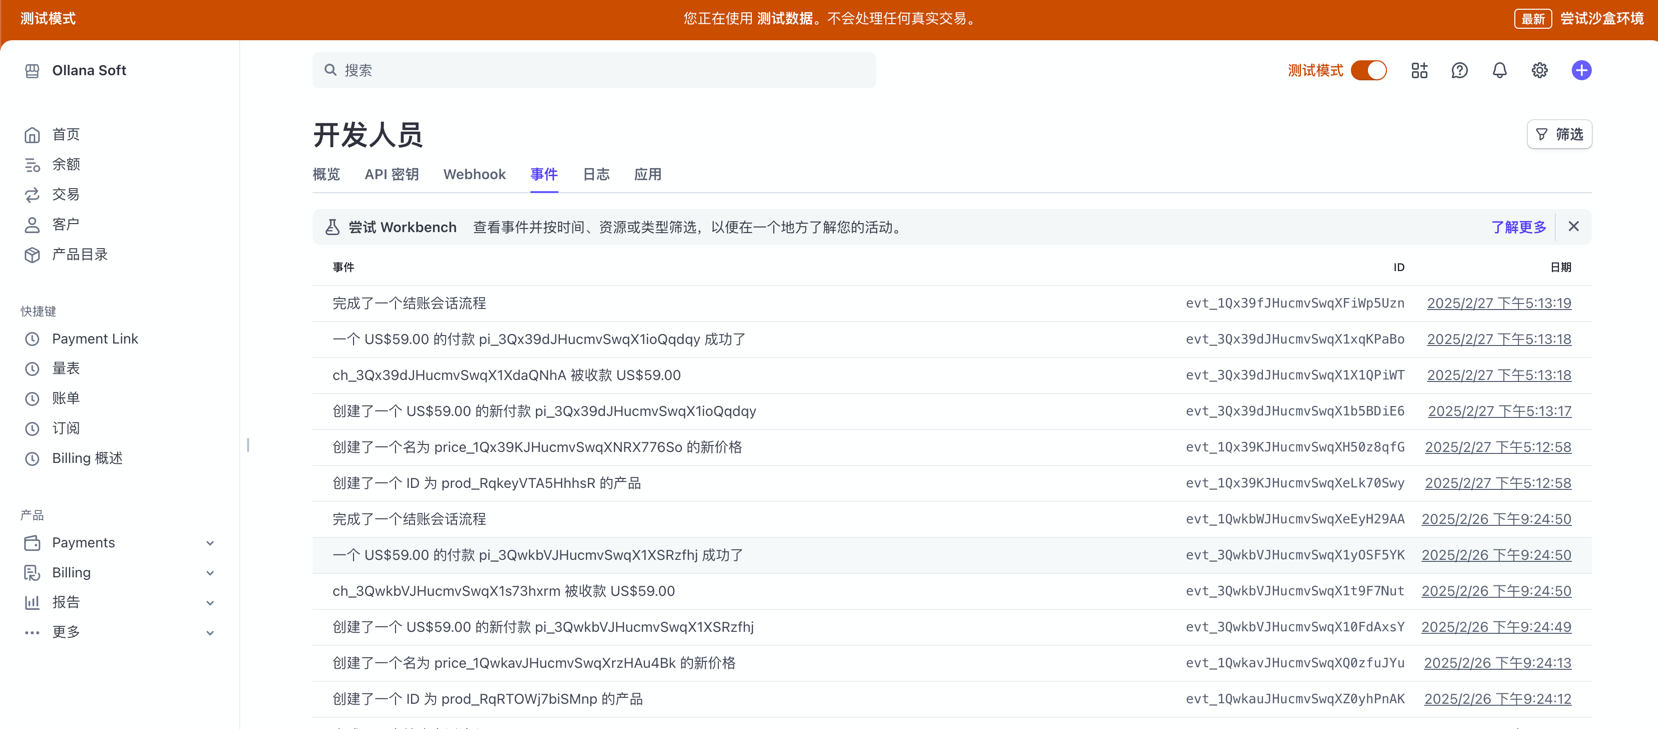 测试模式
您正在使用 测试数据。不会处理任何真实交易。
最新 尝试沙盒环境
Ollana Soft
搜索
测试模式
首页
余额
交易
客户
产品目录
快捷键
Payment Link
量表
账单
订阅
Billing 概述
产品
Payments
Billing
报告
更多
开发人员
筛选
概览 API 密钥 Webhook 事件 日志 应用
尝试 Workbench 查看事件并按时间、资源或类型筛选，以便在一个地方了解您的活动。 了解更多
事件 ID 日期
完成了一个结账会话流程 evt_1Qx39fJHucmvSwqXFiWp5Uzn 2025/2/27 下午5:13:19
一个 US$59.00 的付款 pi_3Qx39dJHucmvSwqX1ioQqdqy 成功了 evt_3Qx39dJHucmvSwqX1xqKPaBo 2025/2/27 下午5:13:18
ch_3Qx39dJHucmvSwqX1XdaQNhA 被收款 US$59.00 evt_3Qx39dJHucmvSwqX1X1QPiWT 2025/2/27 下午5:13:18
创建了一个 US$59.00 的新付款 pi_3Qx39dJHucmvSwqX1ioQqdqy evt_3Qx39dJHucmvSwqX1b5BDiE6 2025/2/27 下午5:13:17
创建了一个名为 price_1Qx39KJHucmvSwqXNRX776So 的新价格 evt_1Qx39KJHucmvSwqXH50z8qfG 2025/2/27 下午5:12:58
创建了一个 ID 为 prod_RqkeyVTA5HhhsR 的产品 evt_1Qx39KJHucmvSwqXeLk70Swy 2025/2/27 下午5:12:58
完成了一个结账会话流程 evt_1QwkbWJHucmvSwqXeEyH29AA 2025/2/26 下午9:24:50
一个 US$59.00 的付款 pi_3QwkbVJHucmvSwqX1XSRzfhj 成功了 evt_3QwkbVJHucmvSwqX1yOSF5YK 2025/2/26 下午9:24:50
ch_3QwkbVJHucmvSwqX1s73hxrm 被收款 US$59.00 evt_3QwkbVJHucmvSwqX1t9F7Nut 2025/2/26 下午9:24:50
创建了一个 US$59.00 的新付款 pi_3QwkbVJHucmvSwqX1XSRzfhj evt_3QwkbVJHucmvSwqX10FdAxsY 2025/2/26 下午9:24:49
创建了一个名为 price_1QwkavJHucmvSwqXrzHAu4Bk 的新价格 evt_1QwkavJHucmvSwqXQ0zfuJYu 2025/2/26 下午9:24:13
创建了一个 ID 为 prod_RqRTOWj7biSMnp 的产品 evt_1QwkauJHucmvSwqXZ0yhPnAK 2025/2/26 下午9:24:12